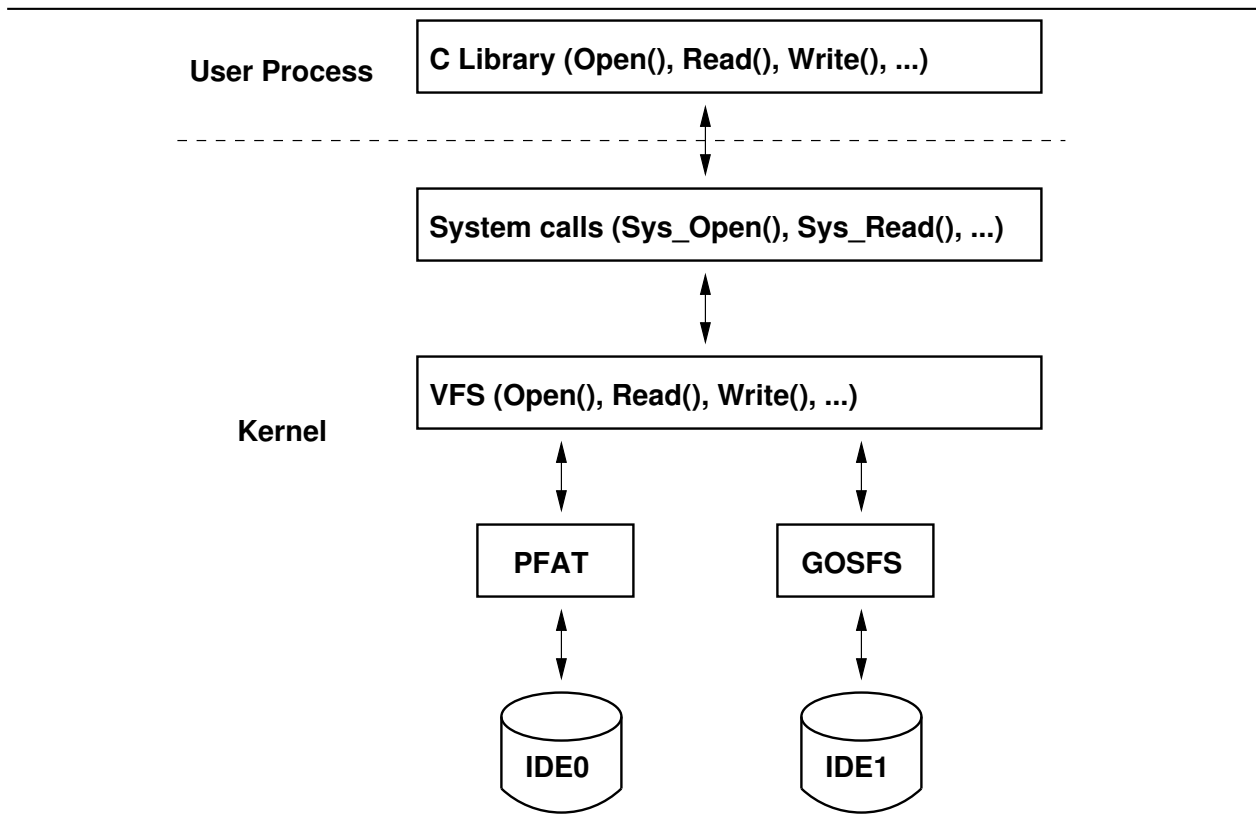 User Process
C Library (Open(), Read(), Write(), ...)
System calls (Sys_Open(), Sys_Read(), ...)
VFS (Open(), Read(), Write(), ...)
Kernel
PFAT
GOSFS
IDE0
IDE1